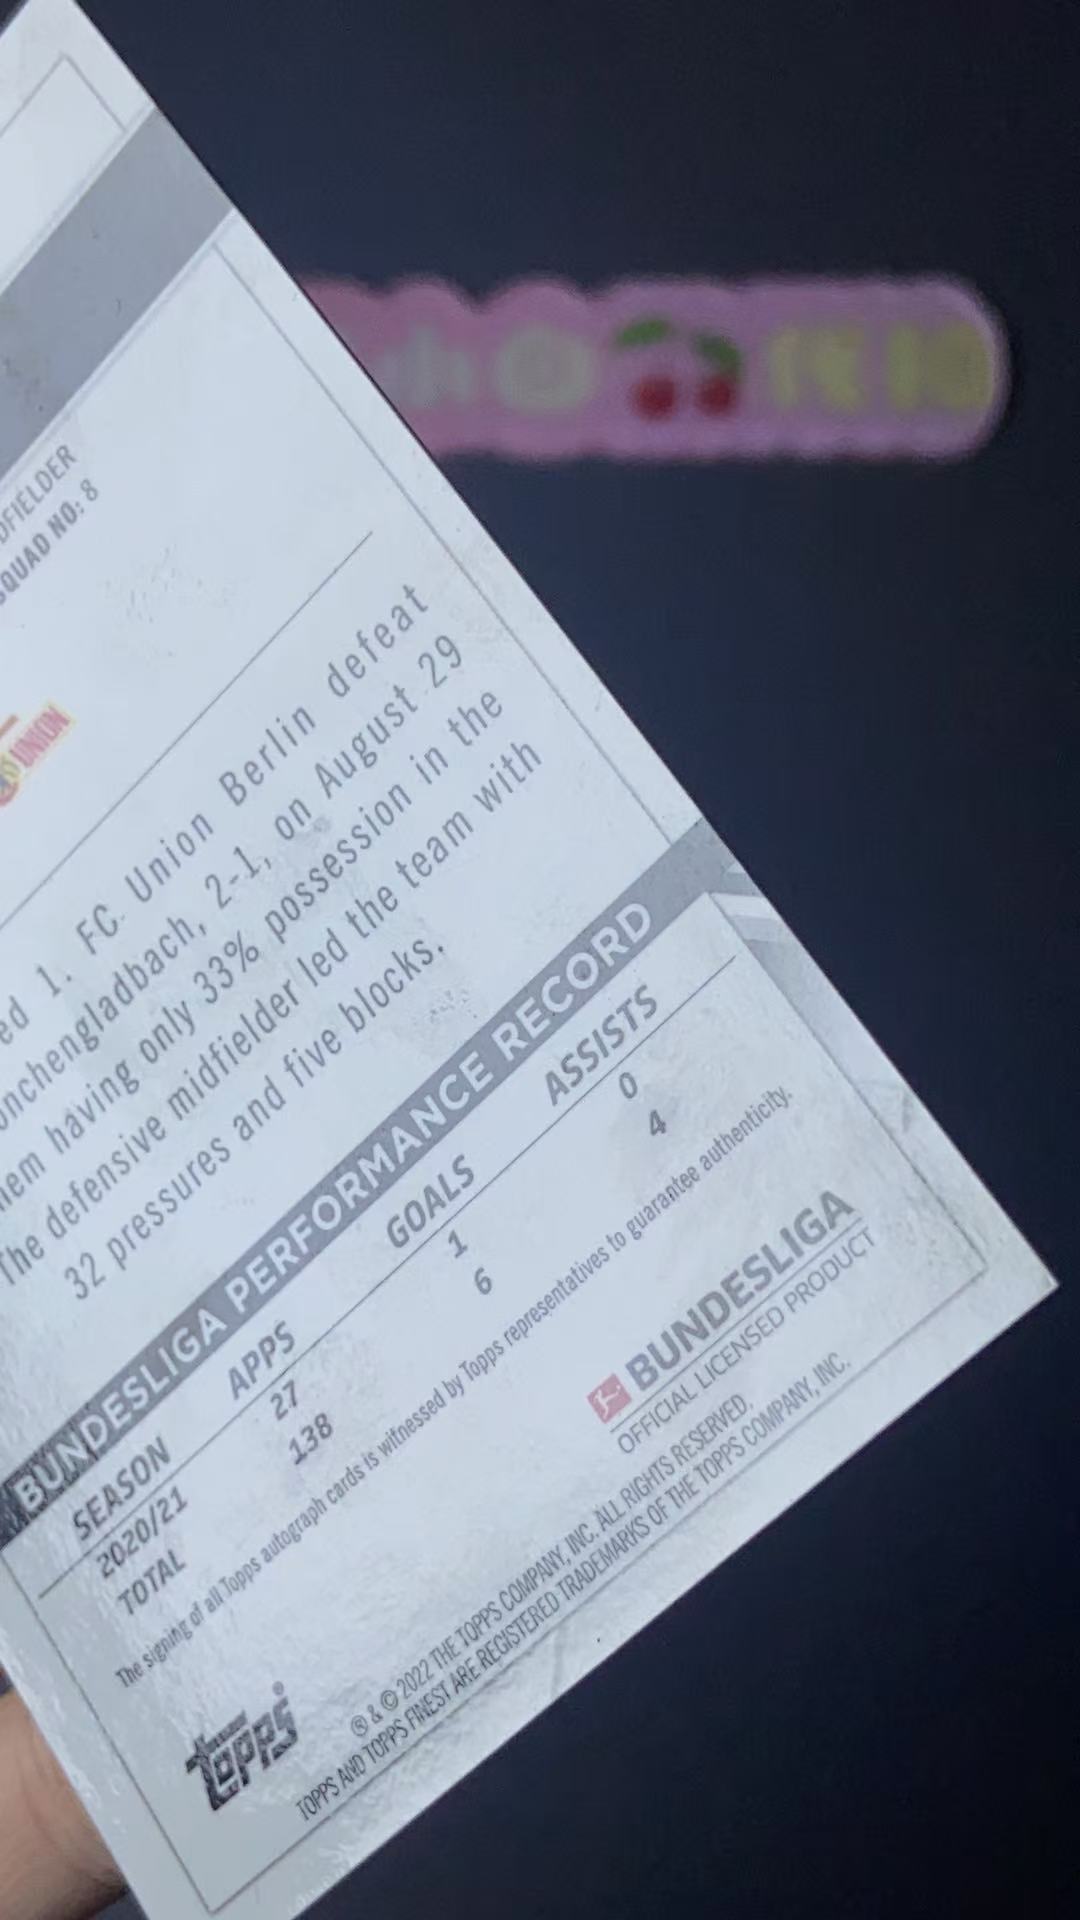 DFIELDER
SQUAD NO: 8
UNION
ed 1. FC Union Berlin defeat
onchengladbach, 2-1, on August 29
hem having only 33% possession in the
The defensive midfielder led the team with
32 pressures and five blocks.
BUNDESLIGA PERFORMANCE RECORD
SEASON APPS GOALS ASSISTS
2020/21 27 1 0
TOTAL 138 6 4
The signing of all Topps autograph cards is witnessed by Topps representatives to guarantee authenticity.
BUNDESLIGA
OFFICIAL LICENSED PRODUCT
topps
® & © 2022 THE TOPPS COMPANY, INC. ALL RIGHTS RESERVED.
TOPPS AND TOPPS FINEST ARE REGISTERED TRADEMARKS OF THE TOPPS COMPANY, INC.